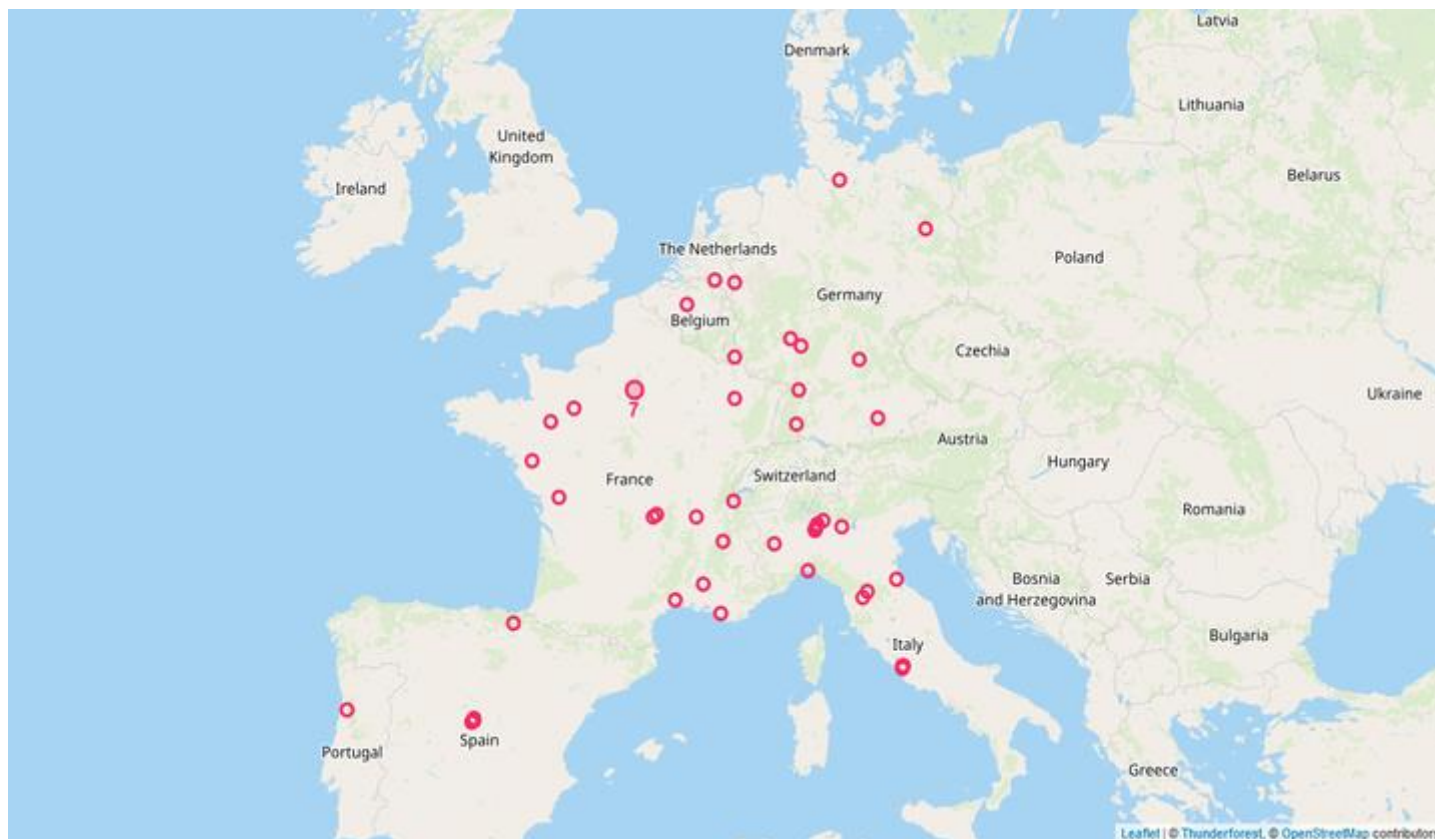 Latvia
Denmark
Lithuania
United
Kingdom
Belarus
Ireland
The Netherlands
Poland
Germany
Belgium
Czechia
Ukraine
7
Austria
Hungary
Switzerland
France
Romania
Bosnia
and Herzegovina
Serbia
Bulgaria
Italy
Spain
Portugal
Greece
Leaflet | © Thunderforest, © OpenStreetMap contributor